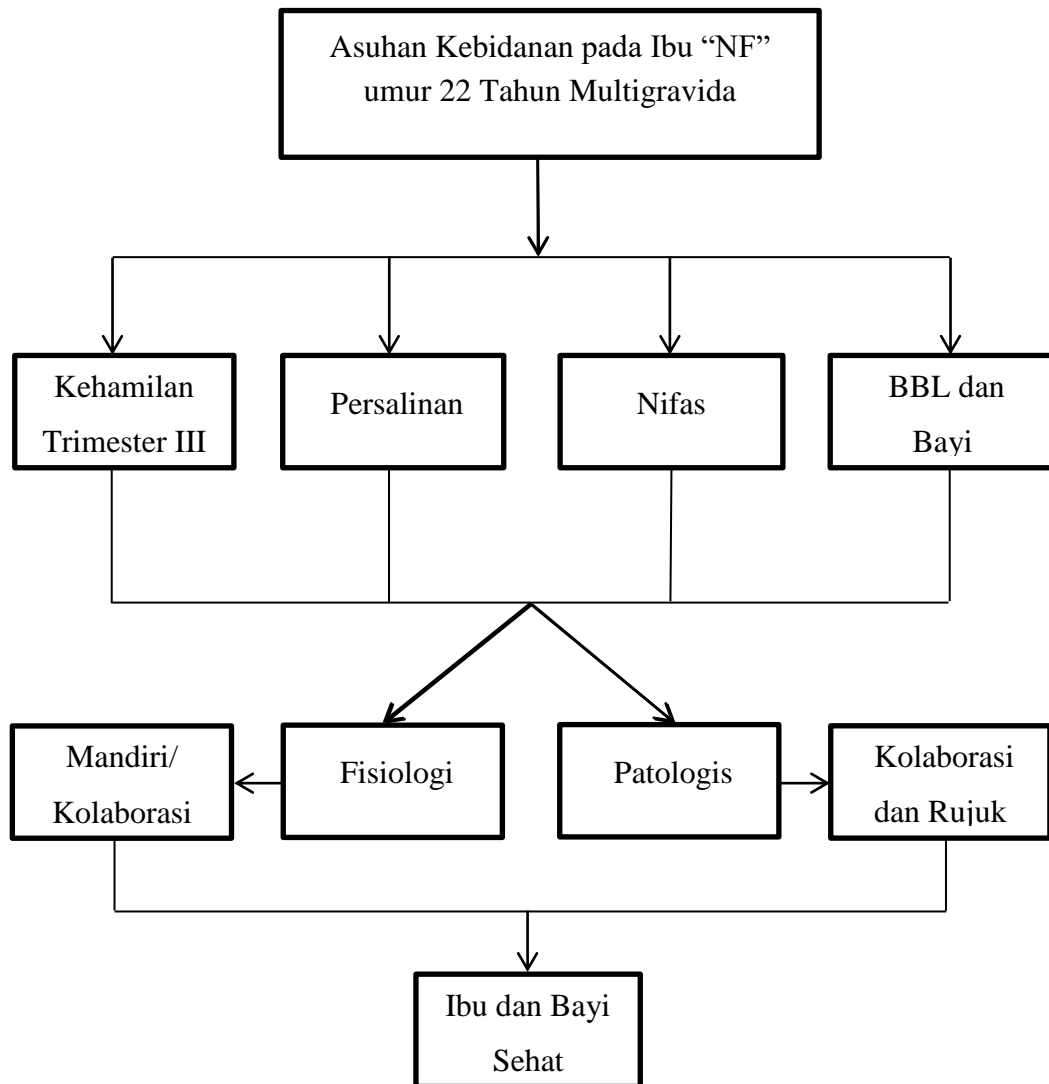 Asuhan Kebidanan pada Ibu “NF”
umur 22 Tahun Multigravida
Kehamilan
Trimester III
Persalinan
Nifas
BBL dan
Bayi
Mandiri/
Kolaborasi
Fisiologi
Patologis
Kolaborasi
dan Rujuk
Ibu dan Bayi
Sehat